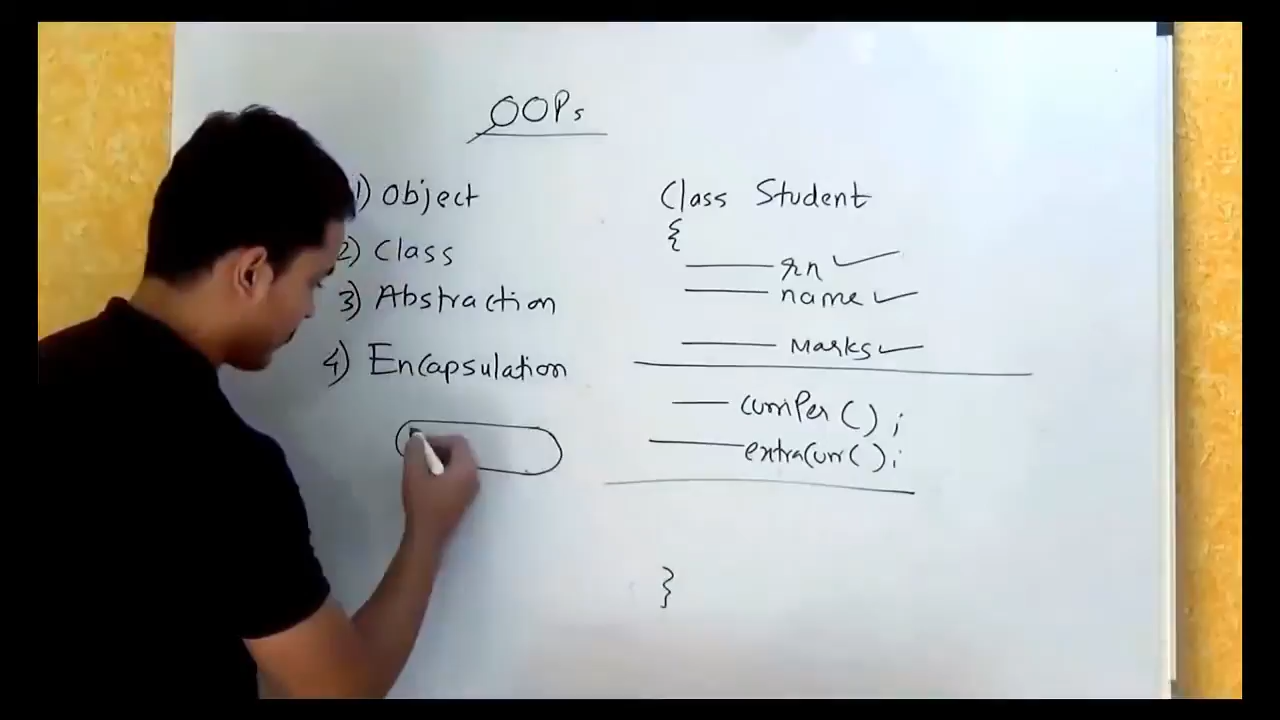 OOPs
1) Object
2) Class
3) Abstraction
4) Encapsulation
Class Student
{
rn
name
Marks
cumPer ( ) ;
extraCurr ( ) ;
}